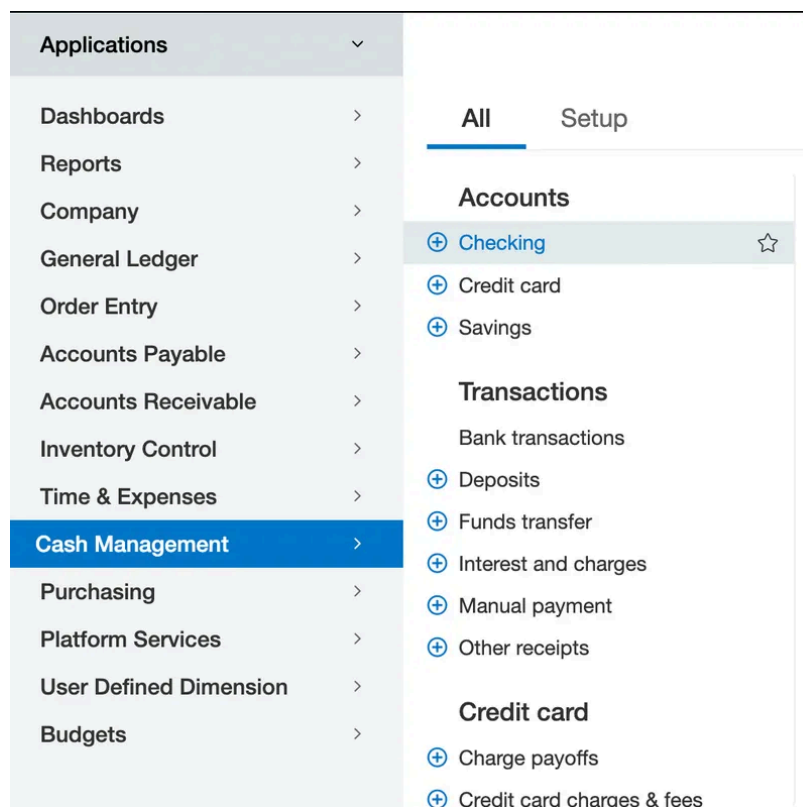 Applications
Dashboards
Reports
Company
General Ledger
Order Entry
Accounts Payable
Accounts Receivable
Inventory Control
Time & Expenses
Cash Management
Purchasing
Platform Services
User Defined Dimension
Budgets
All
Setup
Accounts
Checking
Credit card
Savings
Transactions
Bank transactions
Deposits
Funds transfer
Interest and charges
Manual payment
Other receipts
Credit card
Charge payoffs
Credit card charges & fees